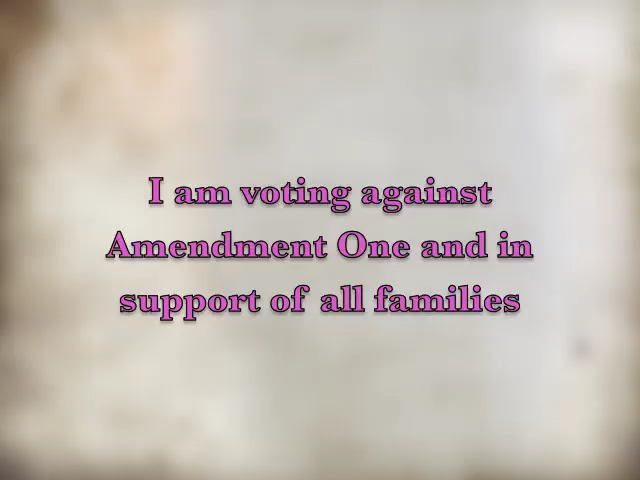 I am voting against
Amendment One and in
support of all families